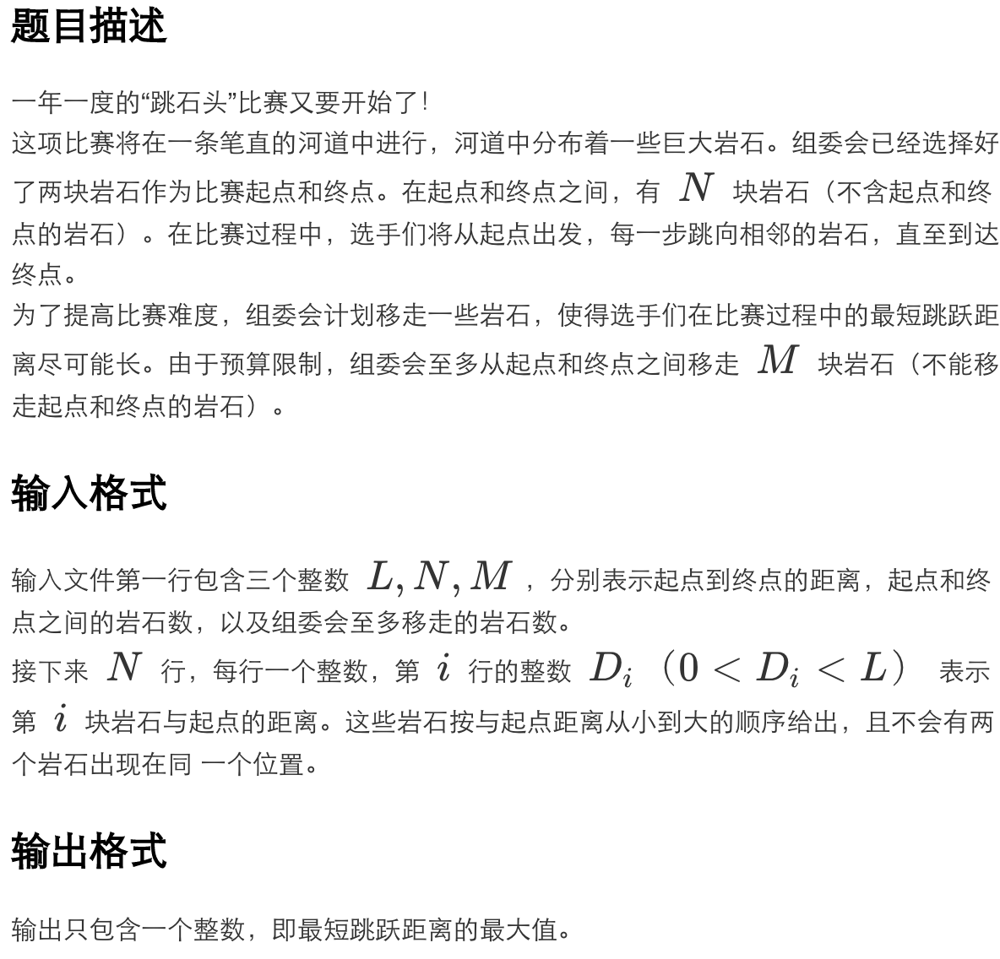 题目描述
一年一度的“跳石头”比赛又要开始了！
这项比赛将在一条笔直的河道中进行，河道中分布着一些巨大岩石。组委会已经选择好
了两块岩石作为比赛起点和终点。在起点和终点之间，有 N 块岩石（不含起点和终
点的岩石）。在比赛过程中，选手们将从起点出发，每一步跳向相邻的岩石，直至到达
终点。
为了提高比赛难度，组委会计划移走一些岩石，使得选手们在比赛过程中的最短跳跃距
离尽可能长。由于预算限制，组委会至多从起点和终点之间移走 M 块岩石（不能移
走起点和终点的岩石）。
输入格式
输入文件第一行包含三个整数 L, N, M ，分别表示起点到终点的距离，起点和终
点之间的岩石数，以及组委会至多移走的岩石数。
接下来 N 行，每行一个整数，第 i 行的整数 D_i（0 < D_i < L） 表示
第 i 块岩石与起点的距离。这些岩石按与起点距离从小到大的顺序给出，且不会有两
个岩石出现在同 一个位置。
输出格式
输出只包含一个整数，即最短跳跃距离的最大值。